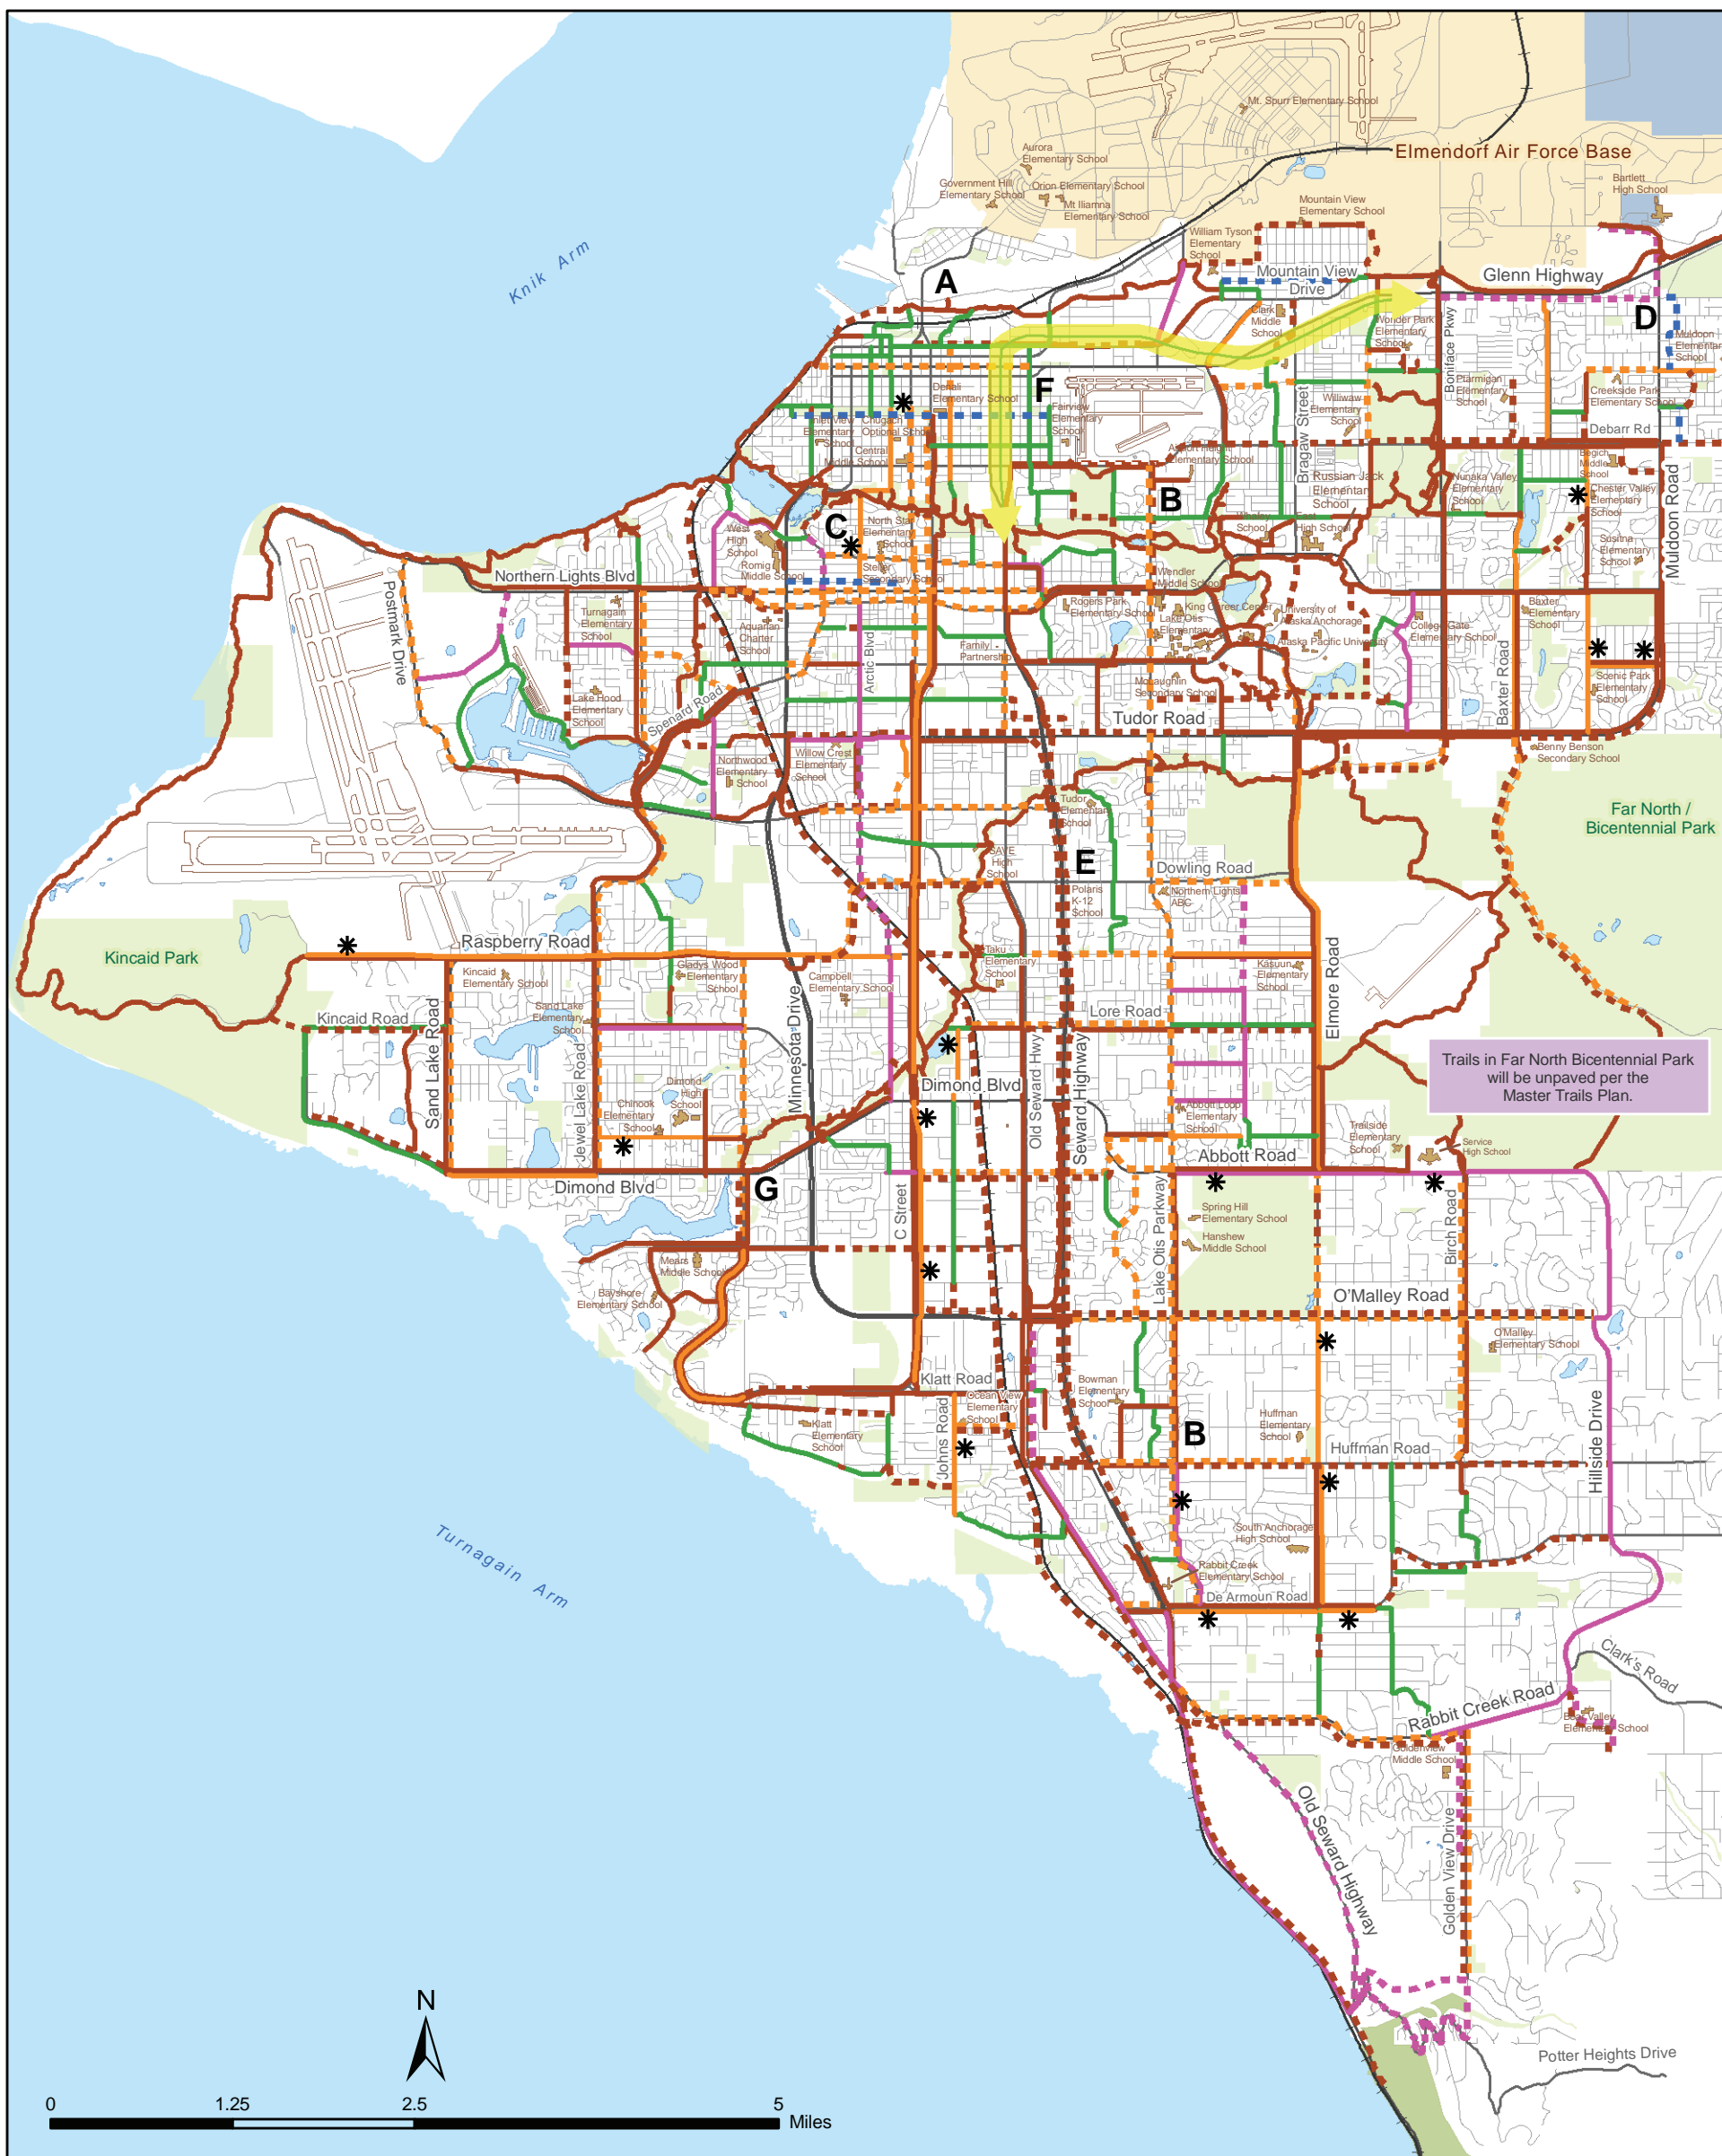 Mt. Spurr Elementary School
Elmendorf Air Force Base
Aurora
Elementary School
Bartlett
High School
Government Hill
Elementary School
Orion Elementary School
Mt Iliamna
Elementary School
Mountain View
Elementary School
William Tyson
Elementary
School
Knik Arm
A
Mountain View
Drive
Glenn Highway
Clark
Middle
School
Wonder Park
Elementary
School
Boniface Pkwy
D
Muldoon
Elementary
School
F
Denali
Elementary School
Fairview
Elementary
School
Ptarmigan
Elementary
School
Creekside Park
Elementary School
Williwaw
Elementary
School
Bragaw Street
Debarr Rd
Inlet View
Elementary
School
Chugach
Optional School
Central
Middle School
Airport Heights
Elementary School
Begich
Middle
School
Russian Jack
Elementary
School
Nunaka Valley
Elementary
School
Chester Valley
Elementary
School
Muldoon Road
B
C
West
High
School
North Star
Elementary
School
Wh
School
East
High School
Susitna
Elementary
School
Romig
Middle School
Steller
Secondary School
Wendler
Middle School
Northern Lights Blvd
Postmark Drive
Turnagain
Elementary
School
Rogers Park
Elementary School
King Career Center
Lake Otis
Elementary
University of
Alaska Anchorage
Alaska Pacific University
College Gate
Elementary School
Baxter
Elementary
School
Aquarian
Charter
School
Arctic Blvd
Family
Partnership
Mclaughlin
Secondary School
Scenic Park
Elementary
School
Baxter Road
Lake Hood
Elementary
School
Spenard Road
Tudor Road
Benny Benson
Secondary School
Northwood
Elementary
School
Willow Crest
Elementary
School
Tudor
Elementary
School
Far North /
Bicentennial Park
SAVE
High
School
E
Dowling Road
Polaris
K-12
School
Northern Lights
ABC
Kincaid Park
Raspberry Road
Elmore Road
Kincaid
Elementary School
Gladys Wood
Elementary
School
Campbell
Elementary School
Taku
Elementary
School
Kasuun
Elementary
School
Sand Lake
Elementary
School
Kincaid Road
Sand Lake Road
Minnesota Drive
Lore Road
Old Seward Hwy
Seward Highway
Trails in Far North Bicentennial Park
will be unpaved per the
Master Trails Plan.
Jewel Lake Road
Dimond
High
School
Chinook
Elementary
School
Dimond Blvd
Abbott Loop
Elementary
School
Trailside
Elementary
School
Service
High School
Abbott Road
Dimond Blvd
G
C Street
Lake Otis Parkway
Spring Hill
Elementary School
Hanshew
Middle School
Birch Road
Mears
Middle School
Bayshore
Elementary School
O'Malley Road
O'Malley
Elementary School
Klatt Road
Ocean View
Elementary
School
Bowman
Elementary
School
Klatt
Elementary
School
Johns Road
B
Huffman
Elementary
School
Huffman Road
Hillside Drive
Turnagain Arm
South Anchorage
High School
Rabbit Creek
Elementary School
De Armoun Road
Clark's Road
Rabbit Creek Road
Bear Valley
Elementary School
Goldenview
Middle School
Old Seward Highway
Golden View Drive
N
Potter Heights Drive
0
1.25
2.5
5
Miles